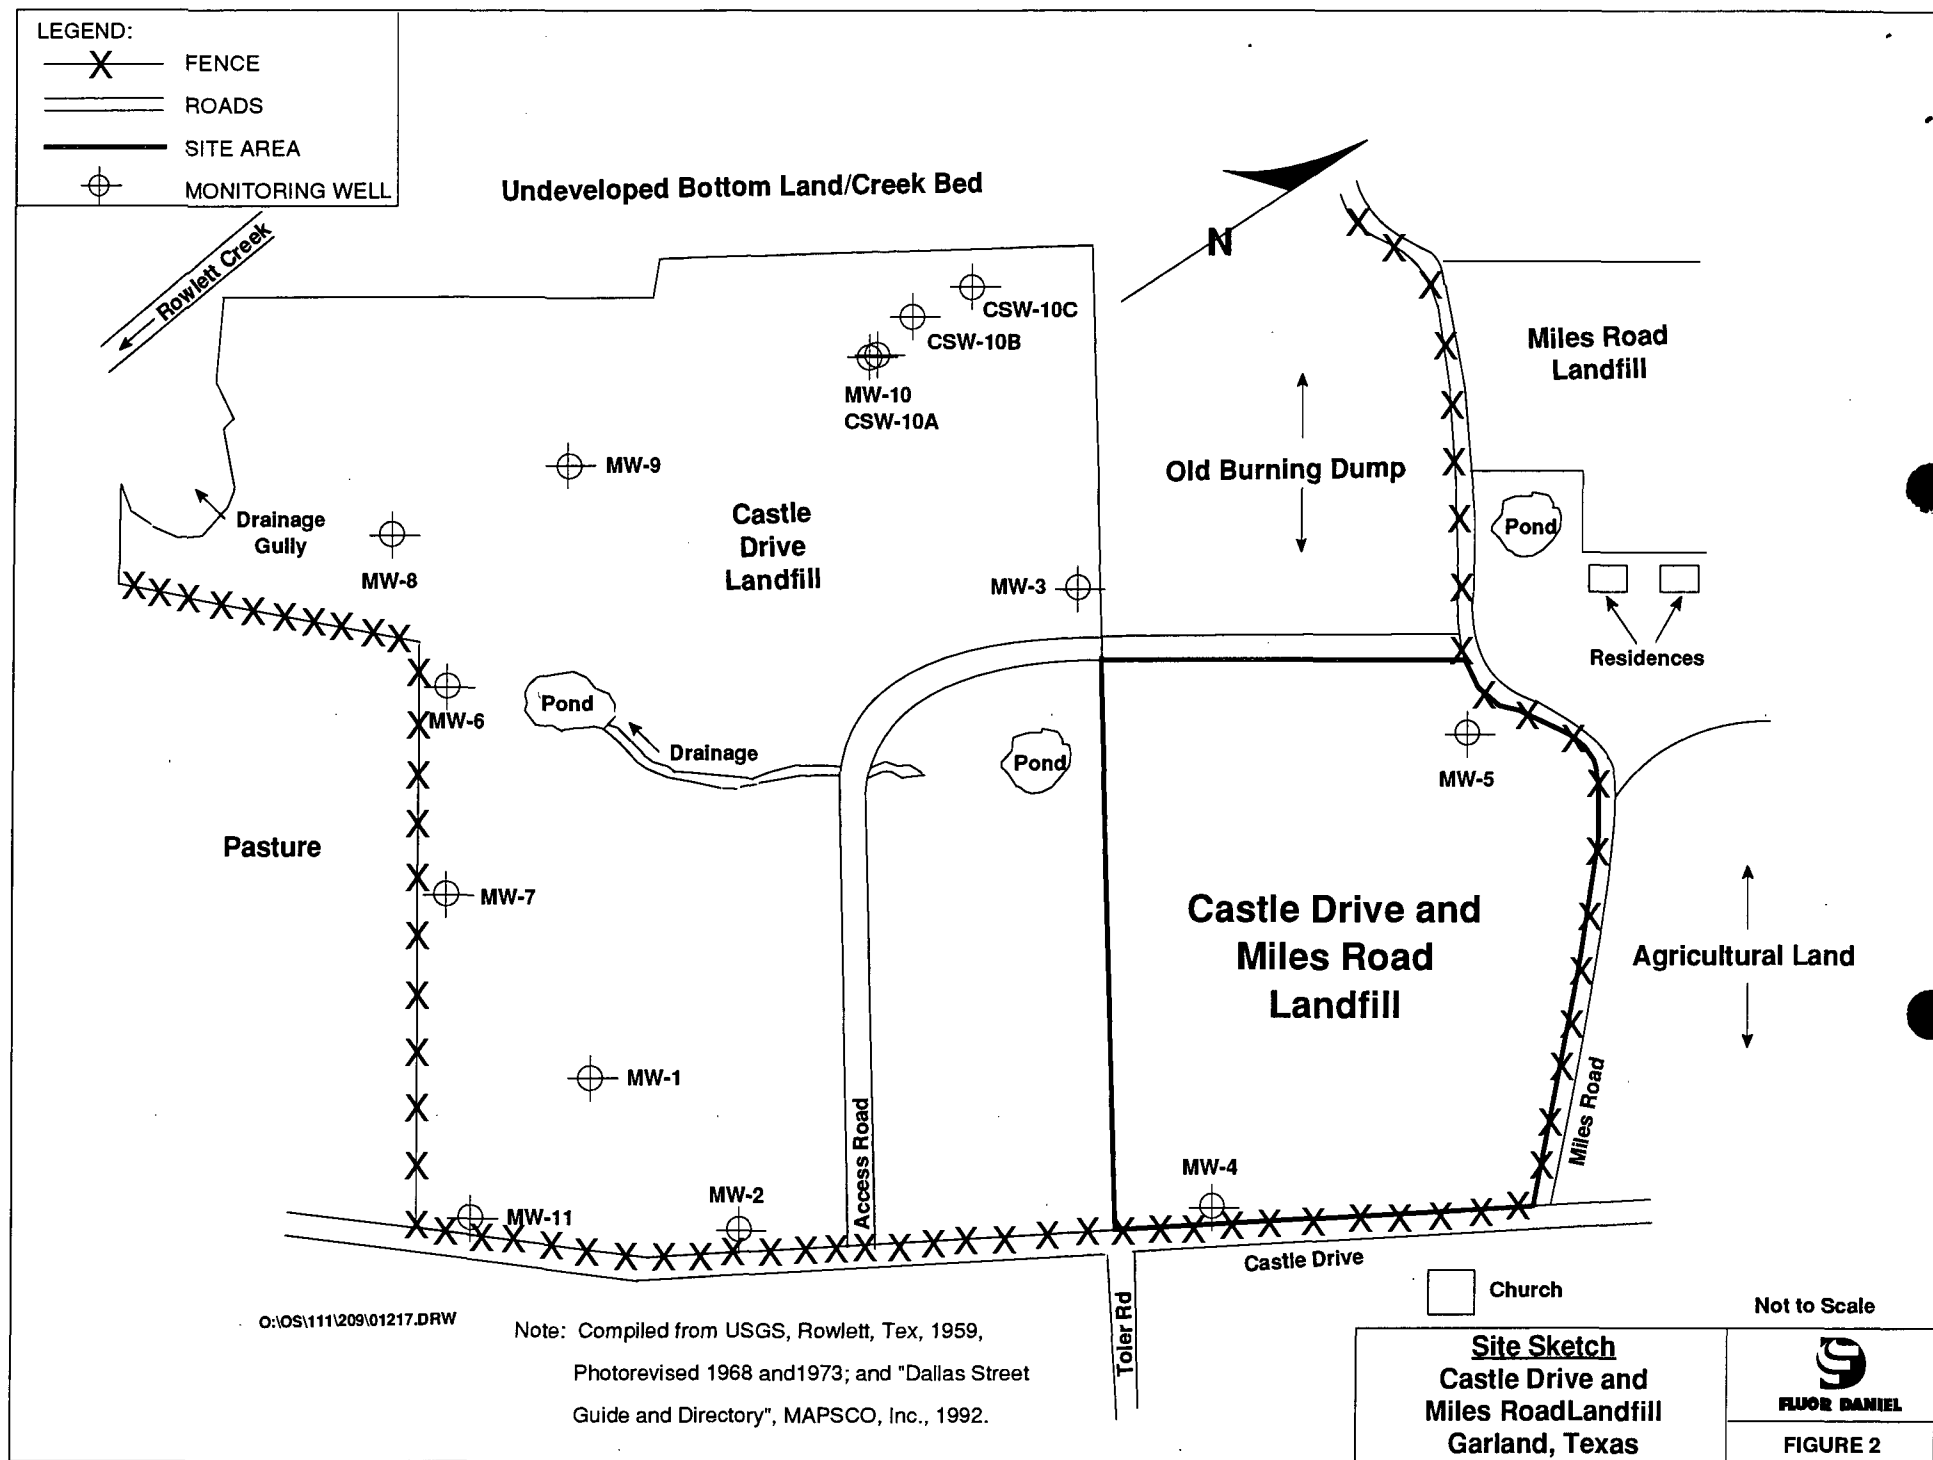 LEGEND:
X FENCE
ROADS
SITE AREA
MONITORING WELL
Undeveloped Bottom Land/Creek Bed
Rowlett Creek
N
CSW-10C
CSW-10B
MW-10
CSW-10A
Miles Road
Landfill
MW-9
Old Burning Dump
Castle
Drive
Landfill
Drainage
Gully
Pond
MW-8
MW-3
Residences
MW-6
Pond
Drainage
Pond
MW-5
Pasture
MW-7
Castle Drive and
Miles Road
Landfill
Agricultural Land
MW-1
Access Road
Miles Road
MW-4
MW-2
MW-11
Castle Drive
Toler Rd
Church
Not to Scale
O:\OS\111\209\01217.DRW
Note: Compiled from USGS, Rowlett, Tex, 1959,
Photorevised 1968 and1973; and "Dallas Street
Guide and Directory", MAPSCO, Inc., 1992.
Site Sketch
Castle Drive and
Miles RoadLandfill
Garland, Texas
FLUOR DANIEL
FIGURE 2